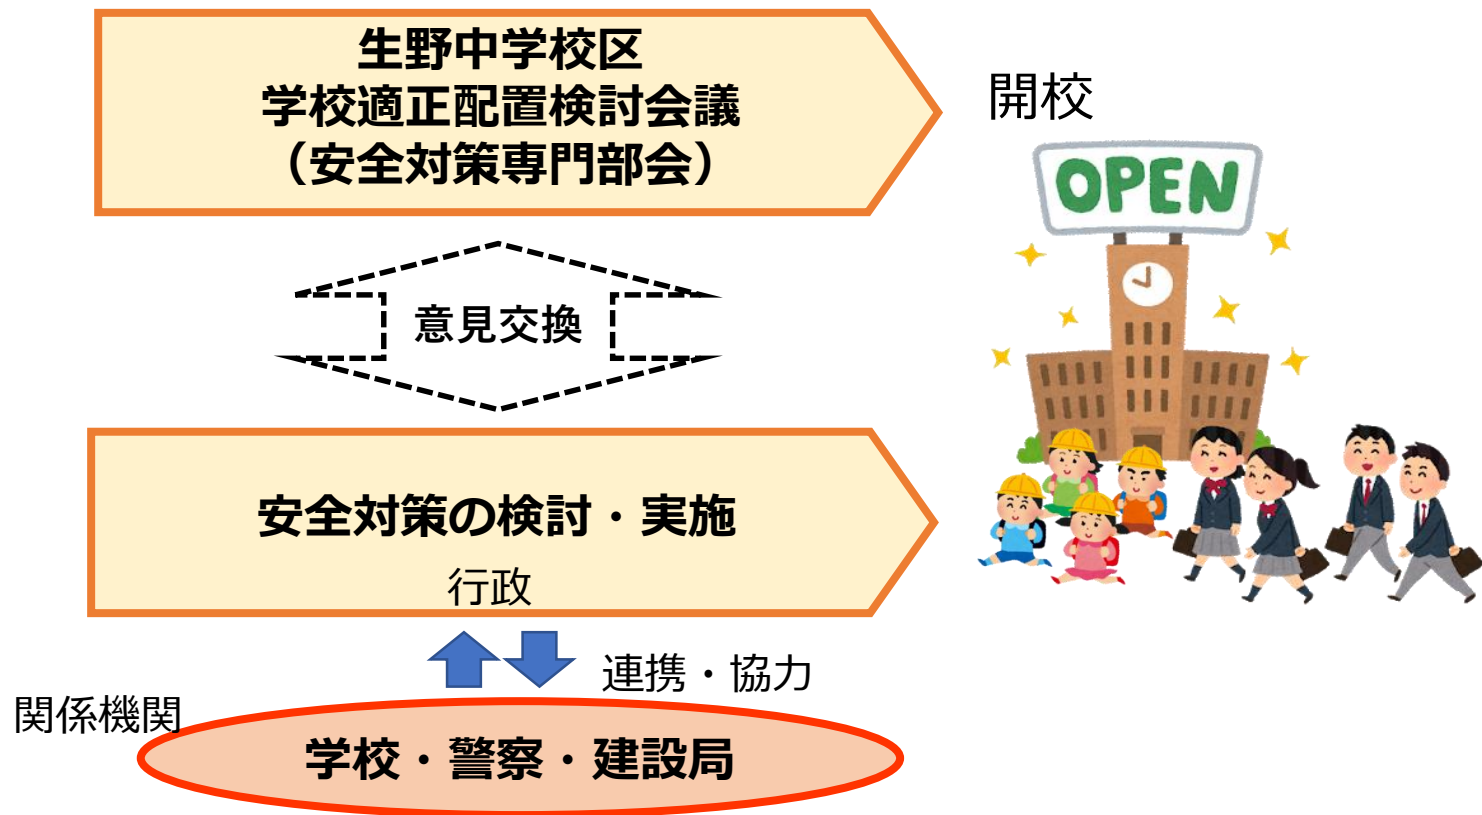 生野中学校区
学校適正配置検討会議
（安全対策専門部会）
開校
OPEN
意見交換
安全対策の検討・実施
行政
連携・協力
関係機関
学校・警察・建設局